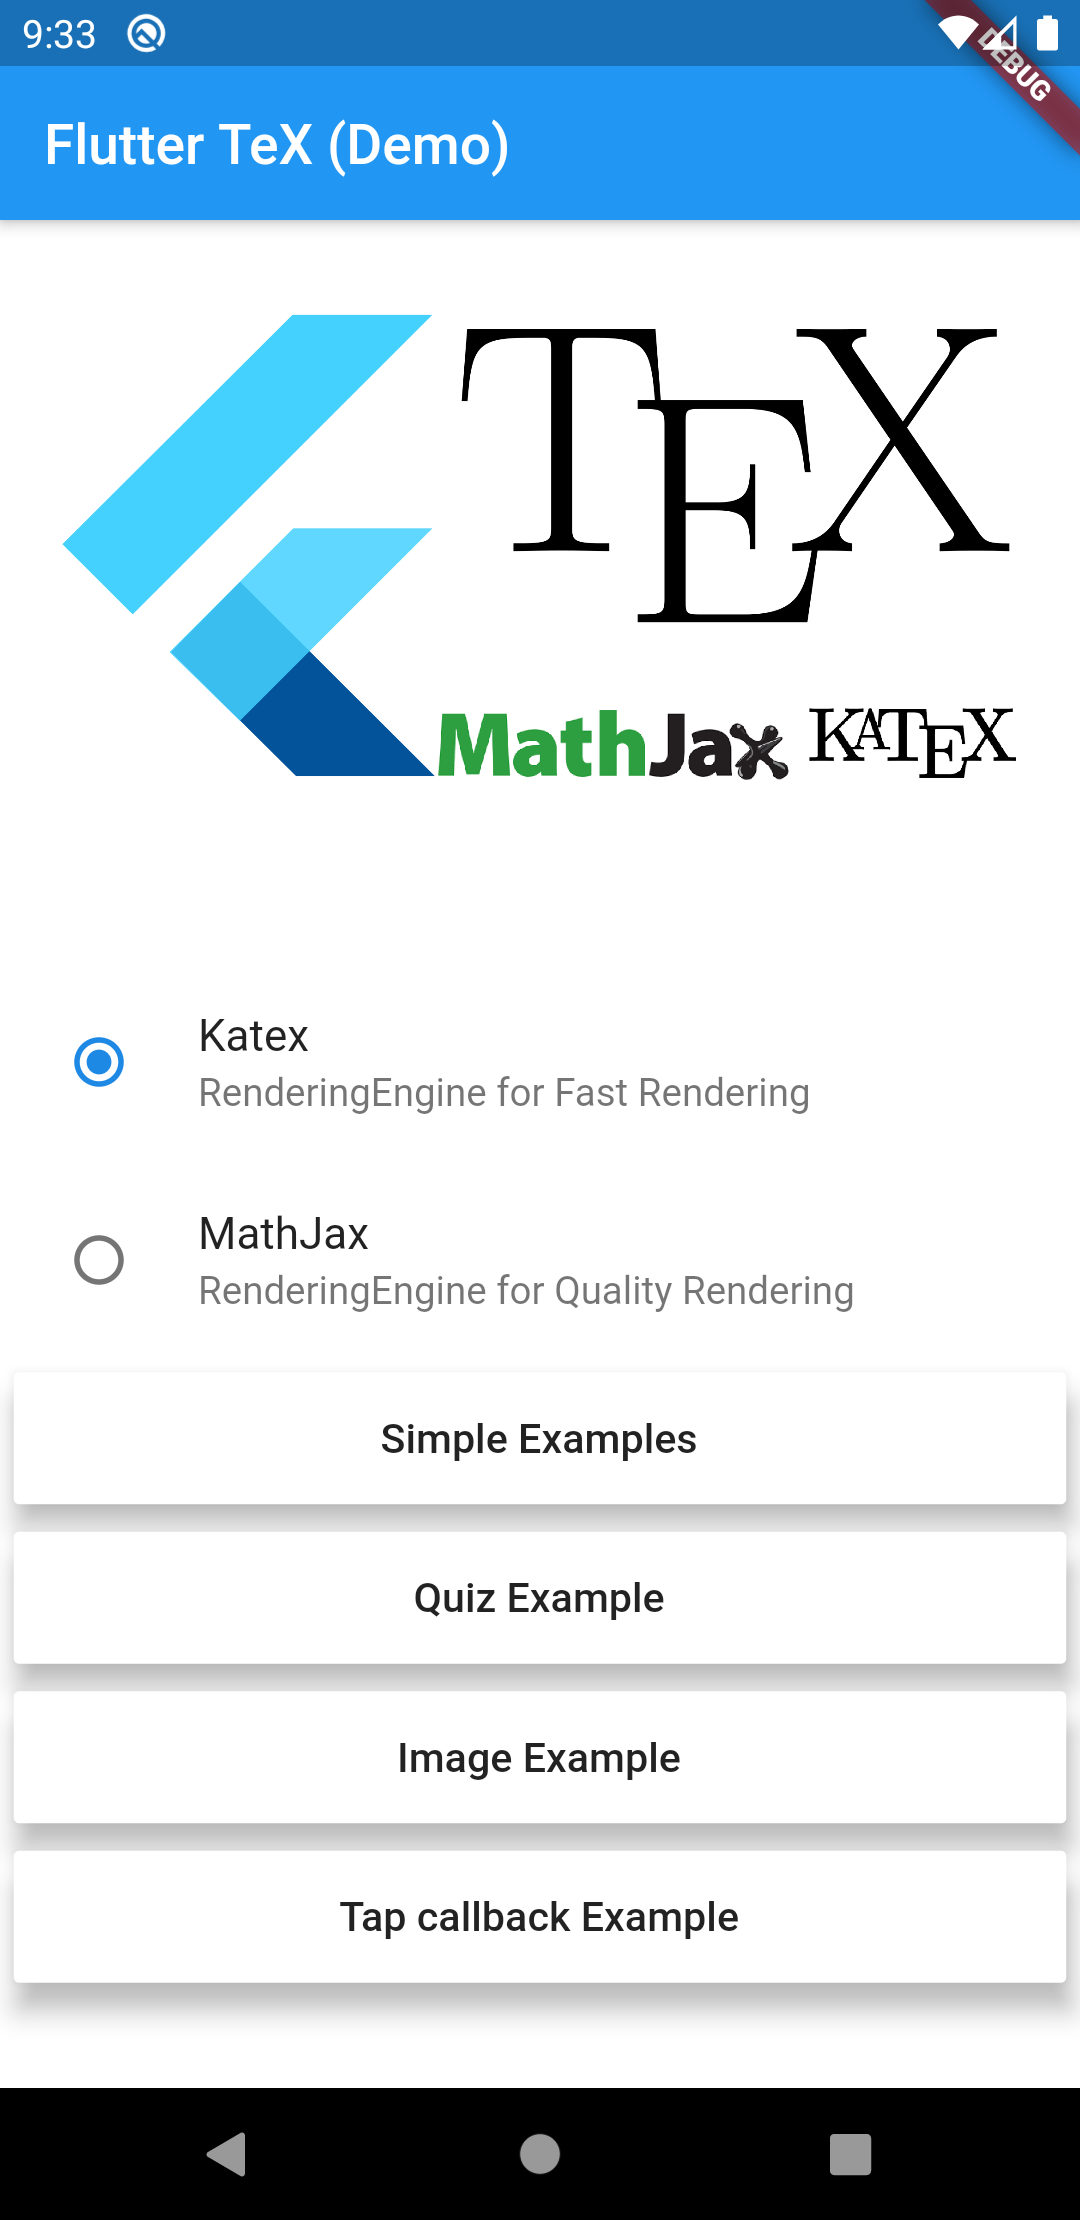 9:33
DEBUG
Flutter TeX (Demo)
TEX
MathJax KATEX
Katex
RenderingEngine for Fast Rendering
MathJax
RenderingEngine for Quality Rendering
Simple Examples
Quiz Example
Image Example
Tap callback Example